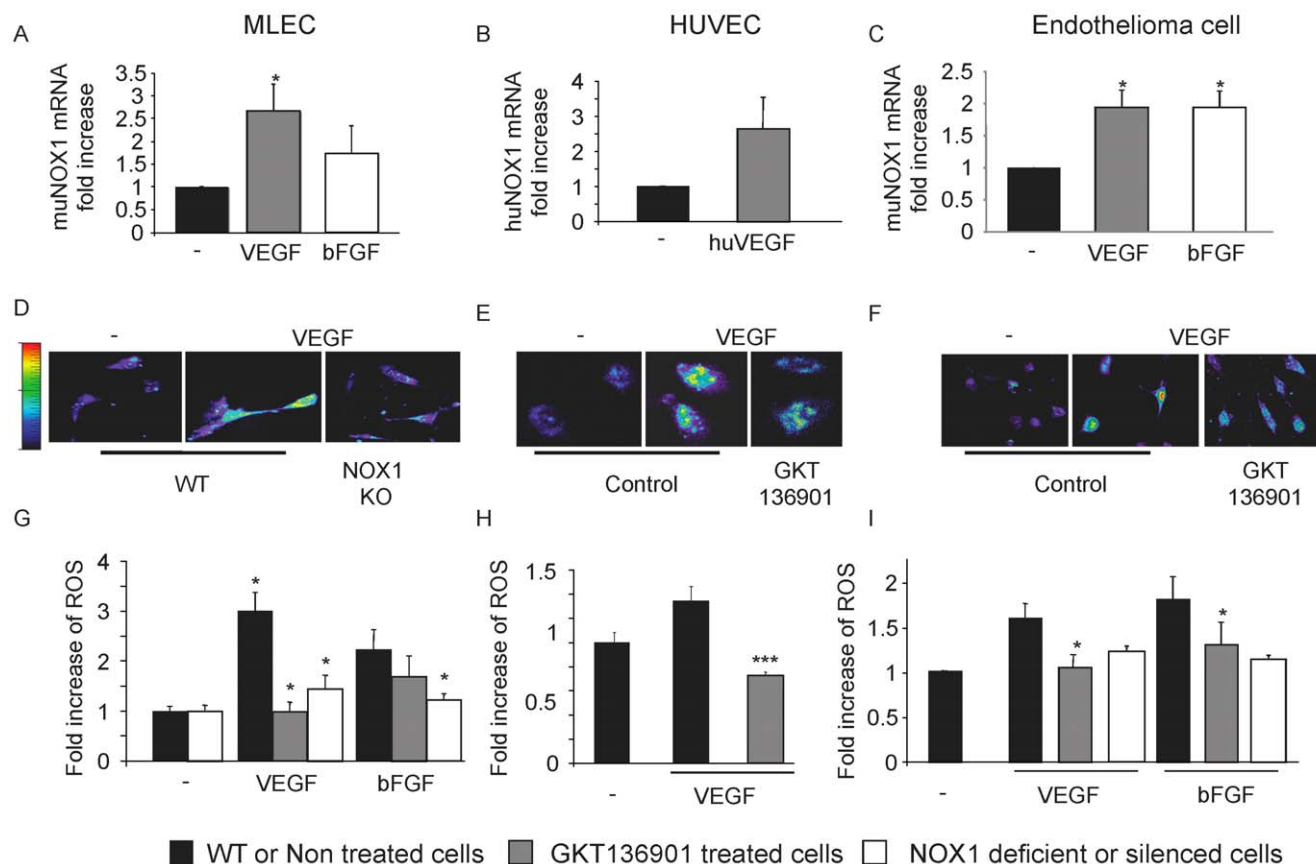 MLEC
HUVEC
Endothelioma cell
A
B
C
muNOX1 mRNA
fold increase
3.5
3
2.5
2
1.5
1
0.5
0
- VEGF bFGF
huNOX1 mRNA
fold increase
4
3
2
1
0
- huVEGF
muNOX1 mRNA
fold increase
2.5
2
1.5
1
0.5
0
- VEGF bFGF
*
*
*
D
- VEGF
WT
NOX1
KO
E
- VEGF
Control
GKT
136901
F
- VEGF
Control
GKT
136901
G
Fold increase of ROS
4
3
2
1
0
*
*
*
*
- VEGF bFGF
H
Fold increase of ROS
1.5
1
0.5
0
***
- VEGF
I
Fold increase of ROS
2
1.5
1
0.5
0
*
*
- VEGF bFGF
WT or Non treated cells GKT136901 treated cells NOX1 deficient or silenced cells